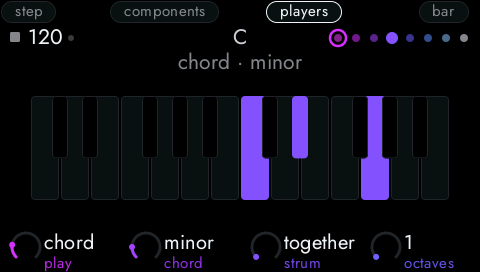 step components players bar
120 C
chord · minor
chord minor together 1
play chord strum octaves